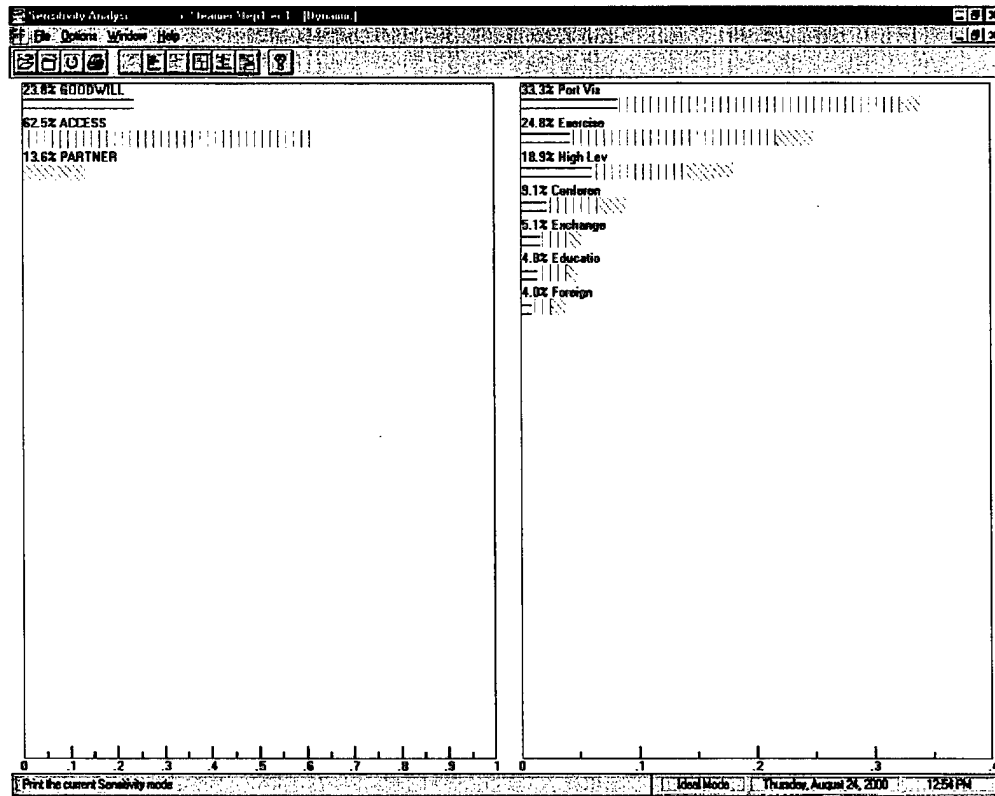 Sensitivity Analysi [Dynamic]
File Options Window Help
23.8% GOODWILL
62.5% ACCESS
13.6% PARTNER
0 .1 .2 .3 .4 .5 .6 .7 .8 .9 1
33.3% Port Vis
24.8% Exercise
18.9% High Lev
9.1% Conferen
5.1% Exchange
4.8% Educatio
4.0% Foreign
0 .1 .2 .3 .4
Print the current Sensitivity mode
Ideal Mode Thursday, August 24, 2000 12:54 PM